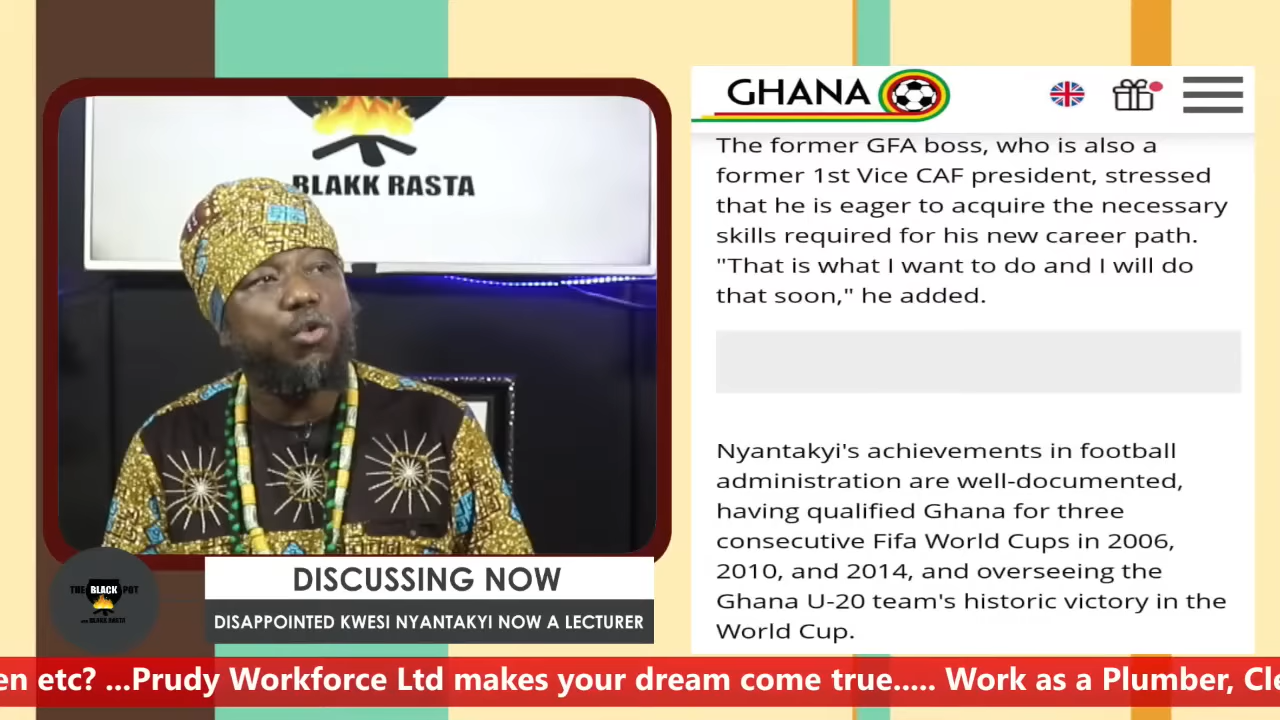 BLAKK RASTA
THE BLACK POT
WITH BLAKK RASTA
DISCUSSING NOW
DISAPPOINTED KWESI NYANTAKYI NOW A LECTURER
GHANA
The former GFA boss, who is also a
former 1st Vice CAF president, stressed
that he is eager to acquire the necessary
skills required for his new career path.
"That is what I want to do and I will do
that soon," he added.
Nyantakyi's achievements in football
administration are well-documented,
having qualified Ghana for three
consecutive Fifa World Cups in 2006,
2010, and 2014, and overseeing the
Ghana U-20 team's historic victory in the
World Cup.
en etc? ...Prudy Workforce Ltd makes your dream come true..... Work as a Plumber, Cle